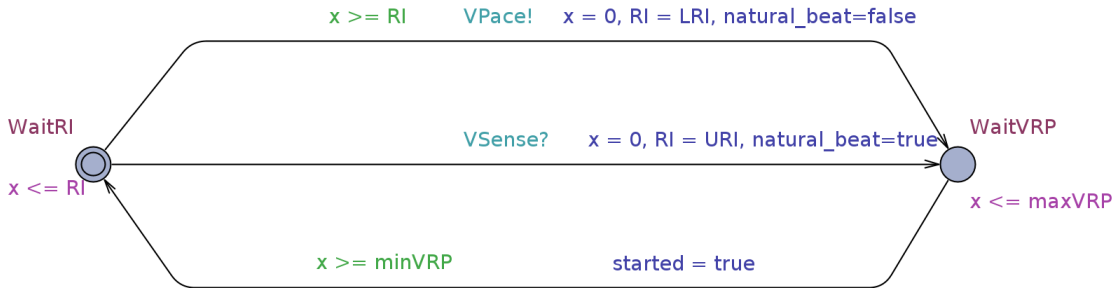 x >= RI VPace! x = 0, RI = LRI, natural_beat=false
WaitRI WaitVRP
VSense? x = 0, RI = URI, natural_beat=true
x <= RI x <= maxVRP
x >= minVRP started = true